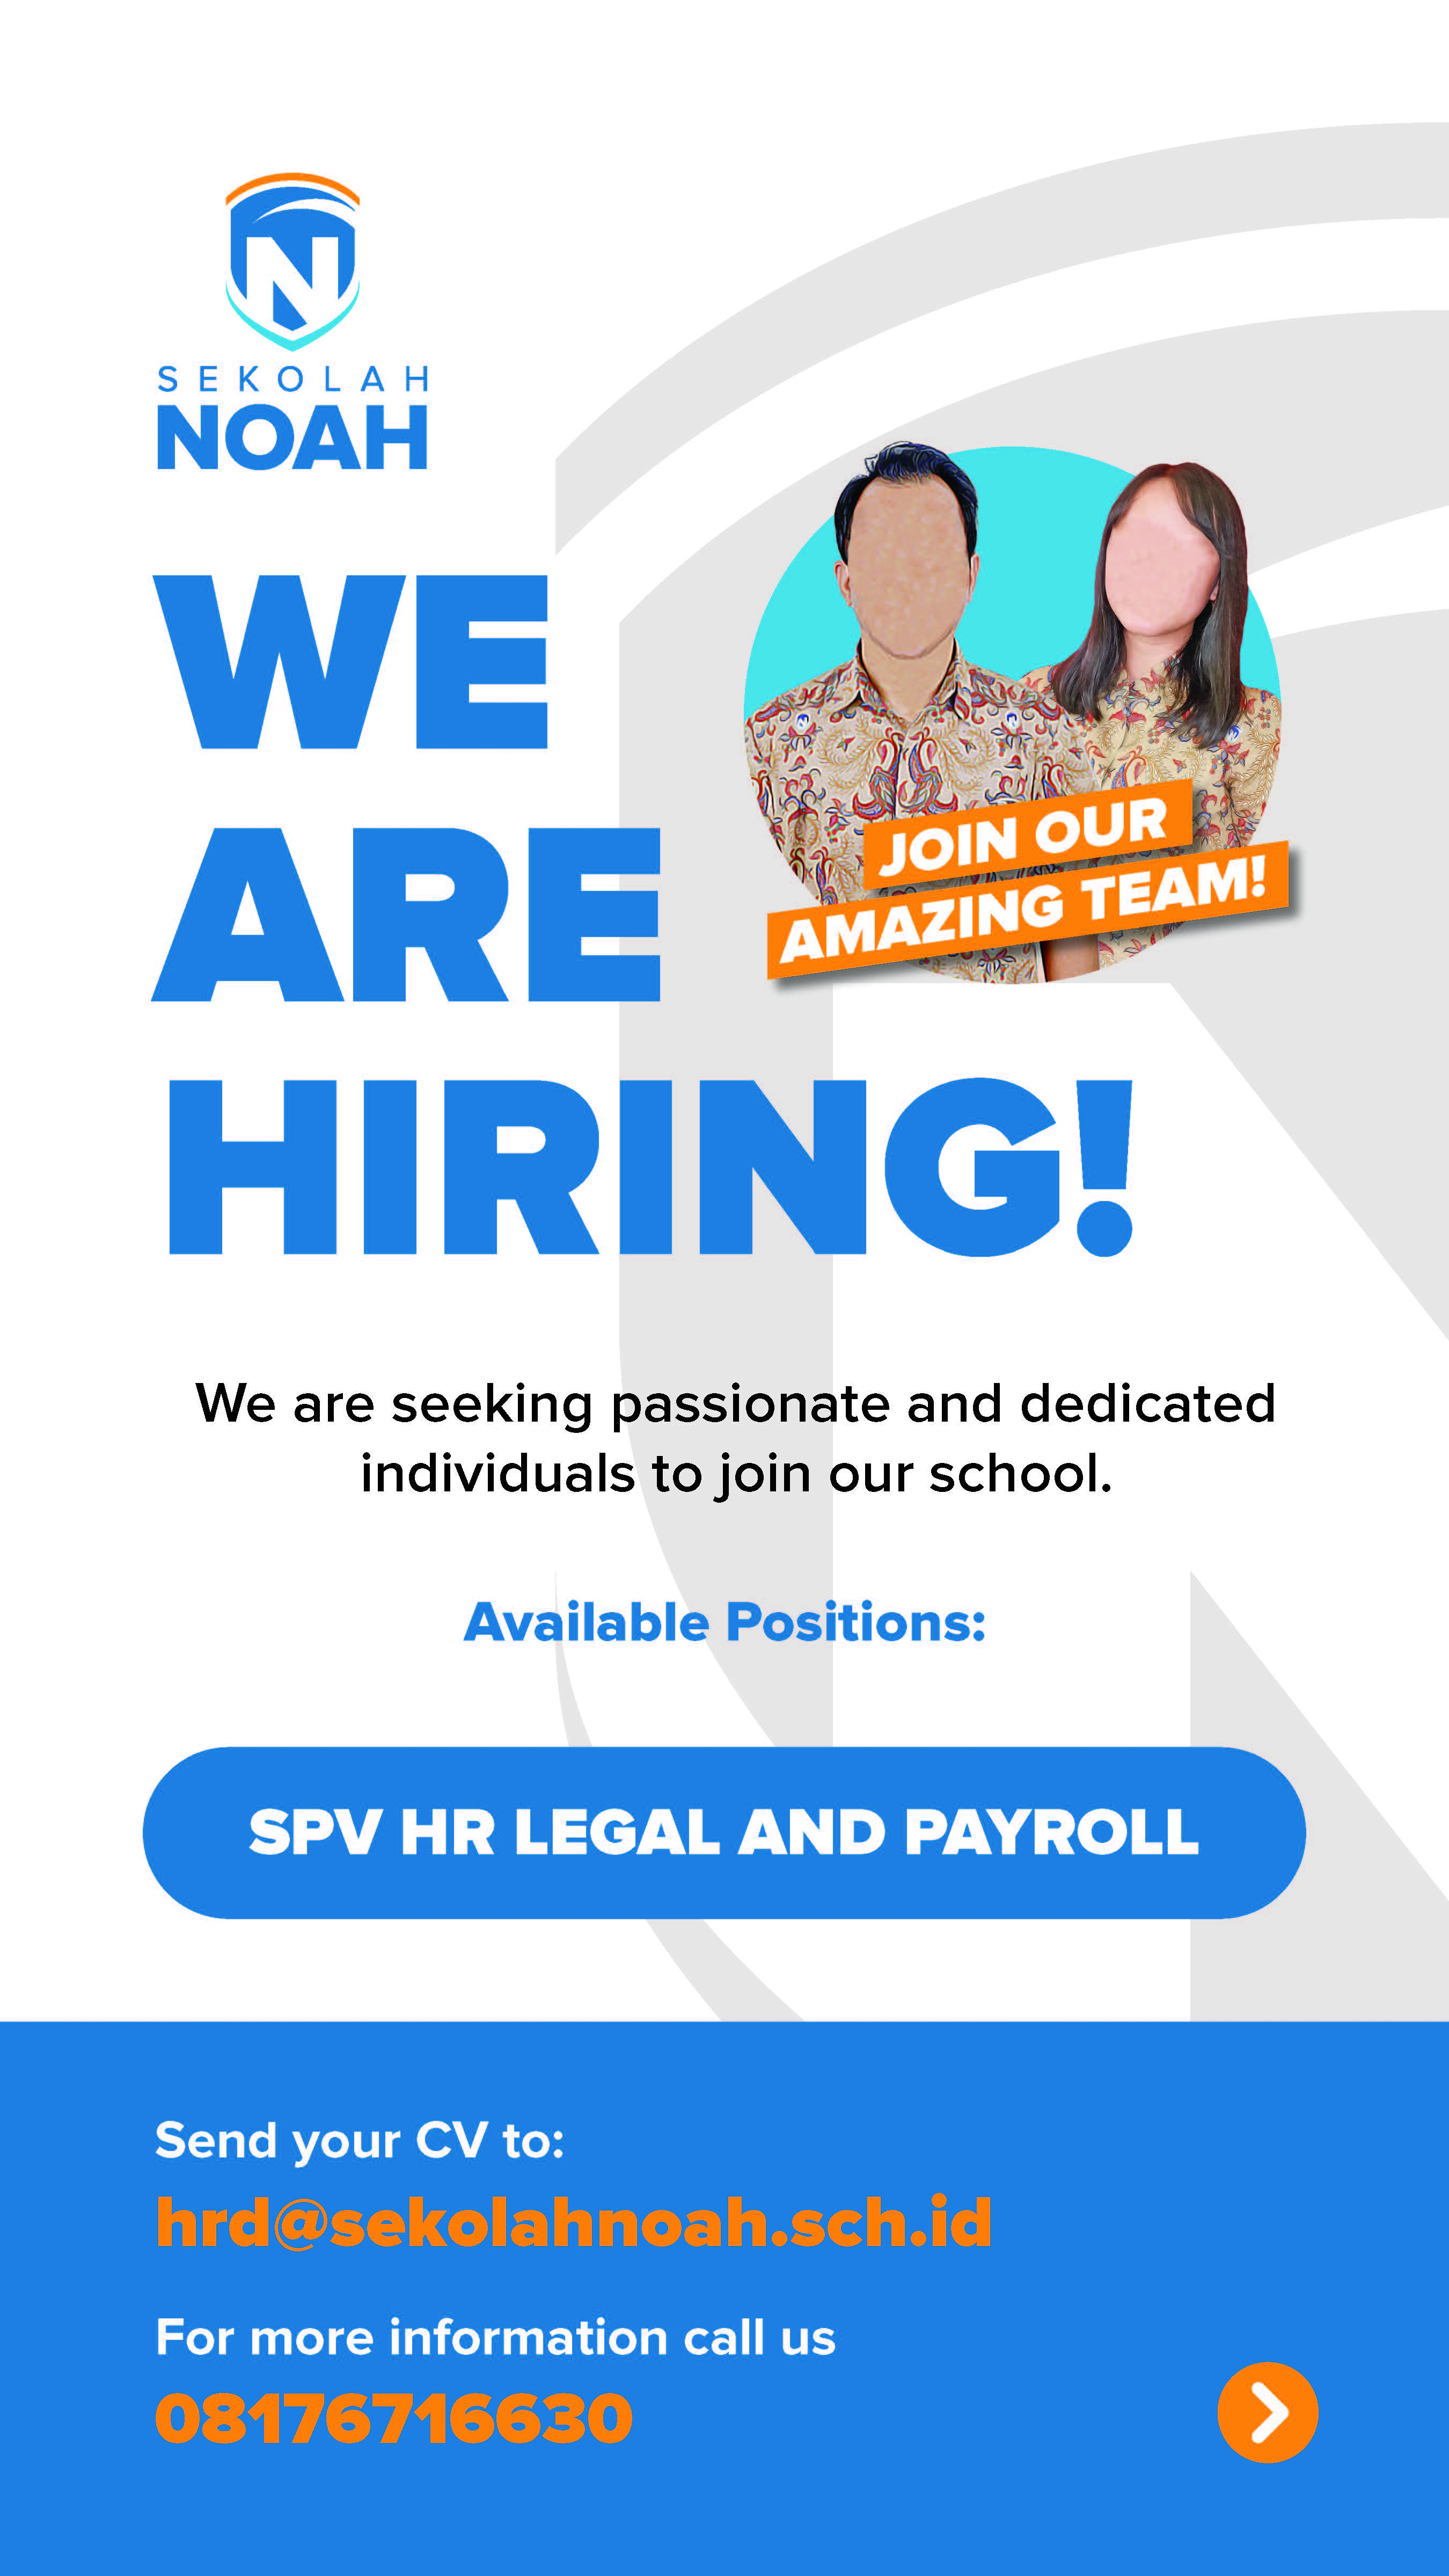 SEKOLAH
NOAH
WE
ARE
HIRING!
JOIN OUR
AMAZING TEAM!
We are seeking passionate and dedicated
individuals to join our school.
Available Positions:
SPV HR LEGAL AND PAYROLL
Send your CV to:
hrd@sekolahnoah.sch.id
For more information call us
08176716630